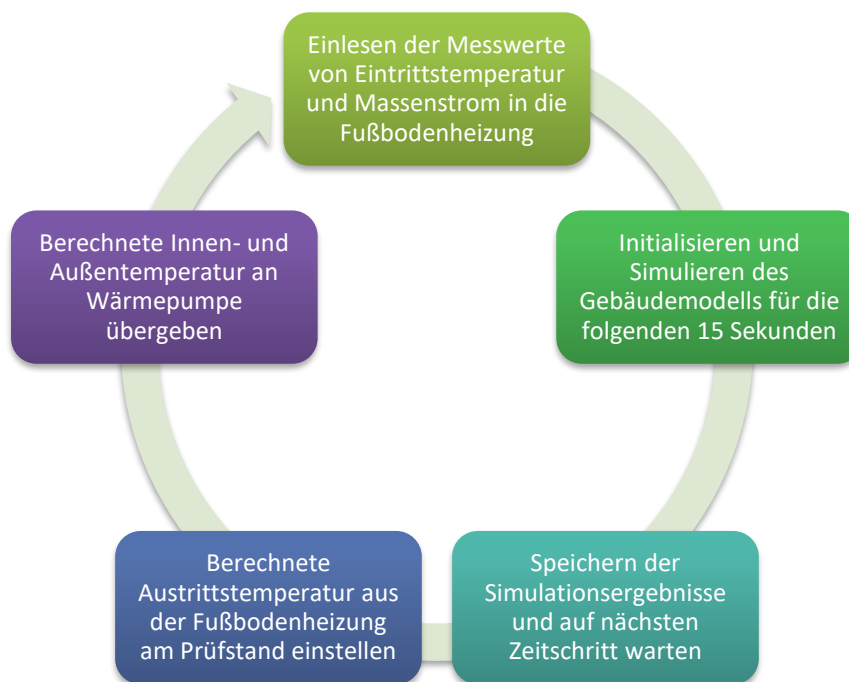 Einlesen der Messwerte
von Eintrittstemperatur
und Massenstrom in die
Fußbodenheizung
Initialisieren und
Simulieren des
Gebäudemodells für die
folgenden 15 Sekunden
Speichern der
Simulationsergebnisse
und auf nächsten
Zeitschritt warten
Berechnete
Austrittstemperatur aus
der Fußbodenheizung
am Prüfstand einstellen
Berechnete Innen- und
Außentemperatur an
Wärmepumpe
übergeben